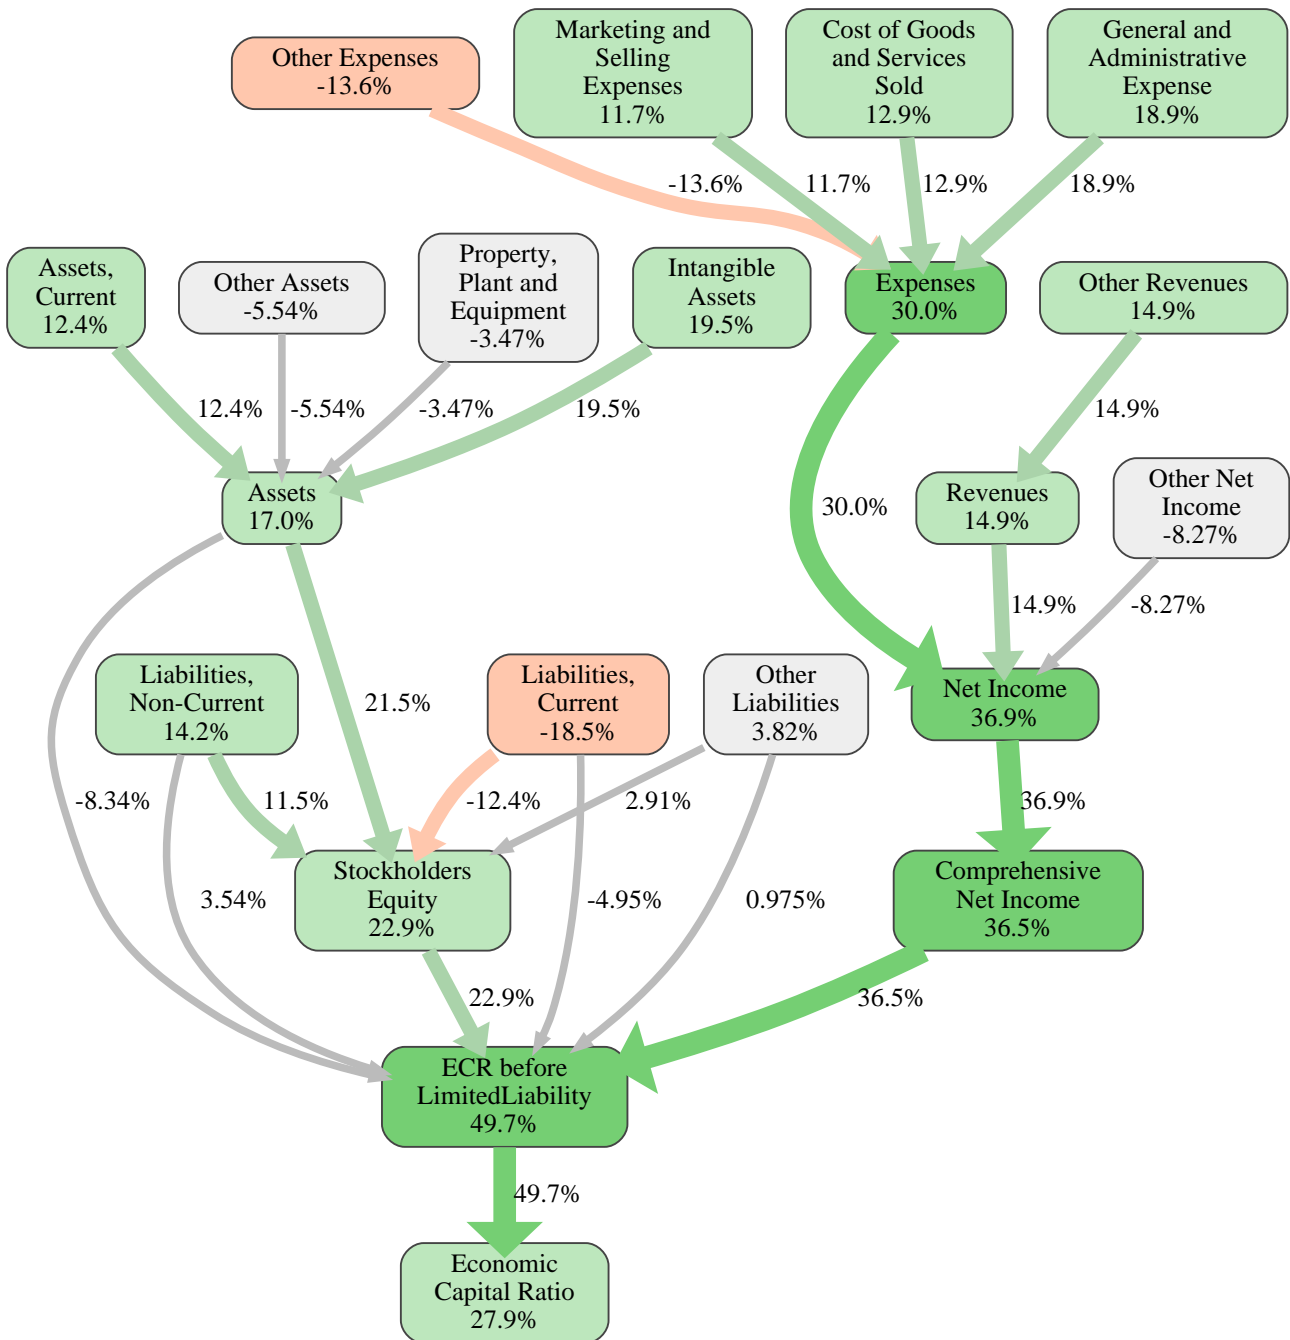 Other Expenses
-13.6%
Marketing and
Selling
Expenses
11.7%
Cost of Goods
and Services
Sold
12.9%
General and
Administrative
Expense
18.9%
-13.6%
11.7%
12.9%
18.9%
Assets,
Current
12.4%
Other Assets
-5.54%
Property,
Plant and
Equipment
-3.47%
Intangible
Assets
19.5%
Expenses
30.0%
Other Revenues
14.9%
12.4%
-5.54%
-3.47%
19.5%
14.9%
Assets
17.0%
30.0%
Revenues
14.9%
Other Net
Income
-8.27%
14.9%
-8.27%
Liabilities,
Non-Current
14.2%
21.5%
Liabilities,
Current
-18.5%
Other
Liabilities
3.82%
Net Income
36.9%
-8.34%
11.5%
-12.4%
2.91%
36.9%
Stockholders
Equity
22.9%
3.54%
-4.95%
0.975%
Comprehensive
Net Income
36.5%
22.9%
36.5%
ECR before
LimitedLiability
49.7%
49.7%
Economic
Capital Ratio
27.9%